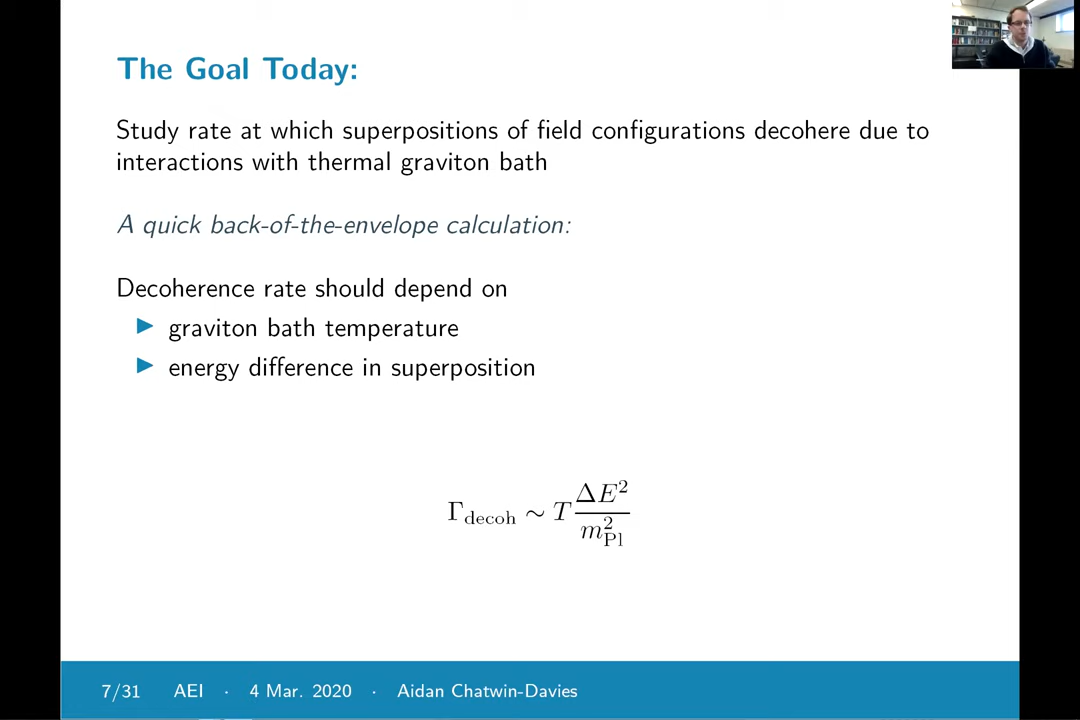 The Goal Today:
Study rate at which superpositions of field configurations decohere due to
interactions with thermal graviton bath
A quick back-of-the-envelope calculation:
Decoherence rate should depend on
▶ graviton bath temperature
▶ energy difference in superposition
Γ_decoh ∼ T ΔE²/m²_Pl
7/31 AEI · 4 Mar. 2020 · Aidan Chatwin-Davies